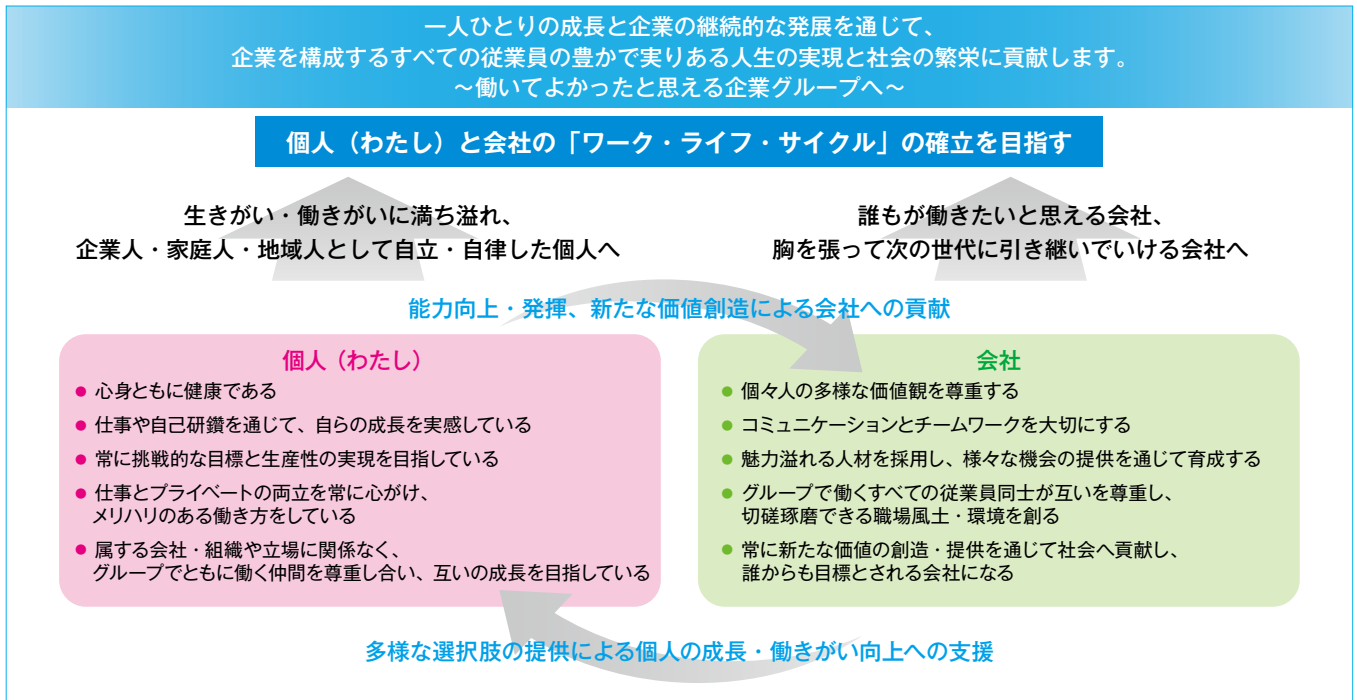 一人ひとりの成長と企業の継続的な発展を通じて、
企業を構成するすべての従業員の豊かで実りある人生の実現と社会の繁栄に貢献します。
～働いてよかったと思える企業グループへ～
個人（わたし）と会社の「ワーク・ライフ・サイクル」の確立を目指す
生きがい・働きがいに満ち溢れ、
企業人・家庭人・地域人として自立・自律した個人へ
誰もが働きたいと思える会社、
胸を張って次の世代に引き継いでいける会社へ
能力向上・発揮、新たな価値創造による会社への貢献
個人（わたし）
● 心身ともに健康である
● 仕事や自己研鑽を通じて、自らの成長を実感している
● 常に挑戦的な目標と生産性の実現を目指している
● 仕事とプライベートの両立を常に心がけ、
メリハリのある働き方をしている
● 属する会社・組織や立場に関係なく、
グループでともに働く仲間を尊重し合い、互いの成長を目指している
会社
● 個々人の多様な価値観を尊重する
● コミュニケーションとチームワークを大切にする
● 魅力溢れる人材を採用し、様々な機会の提供を通じて育成する
● グループで働くすべての従業員同士が互いを尊重し、
切磋琢磨できる職場風土・環境を創る
● 常に新たな価値の創造・提供を通じて社会へ貢献し、
誰からも目標とされる会社になる
多様な選択肢の提供による個人の成長・働きがい向上への支援